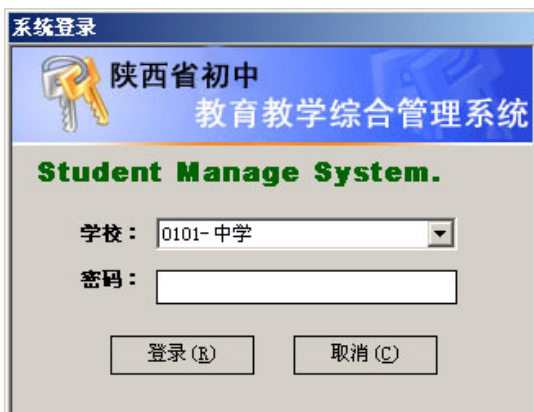 系统登录
陕西省初中
教育教学综合管理系统
Student Manage System.
学校： 0101-中学
密码：
登录(R) 取消(C)